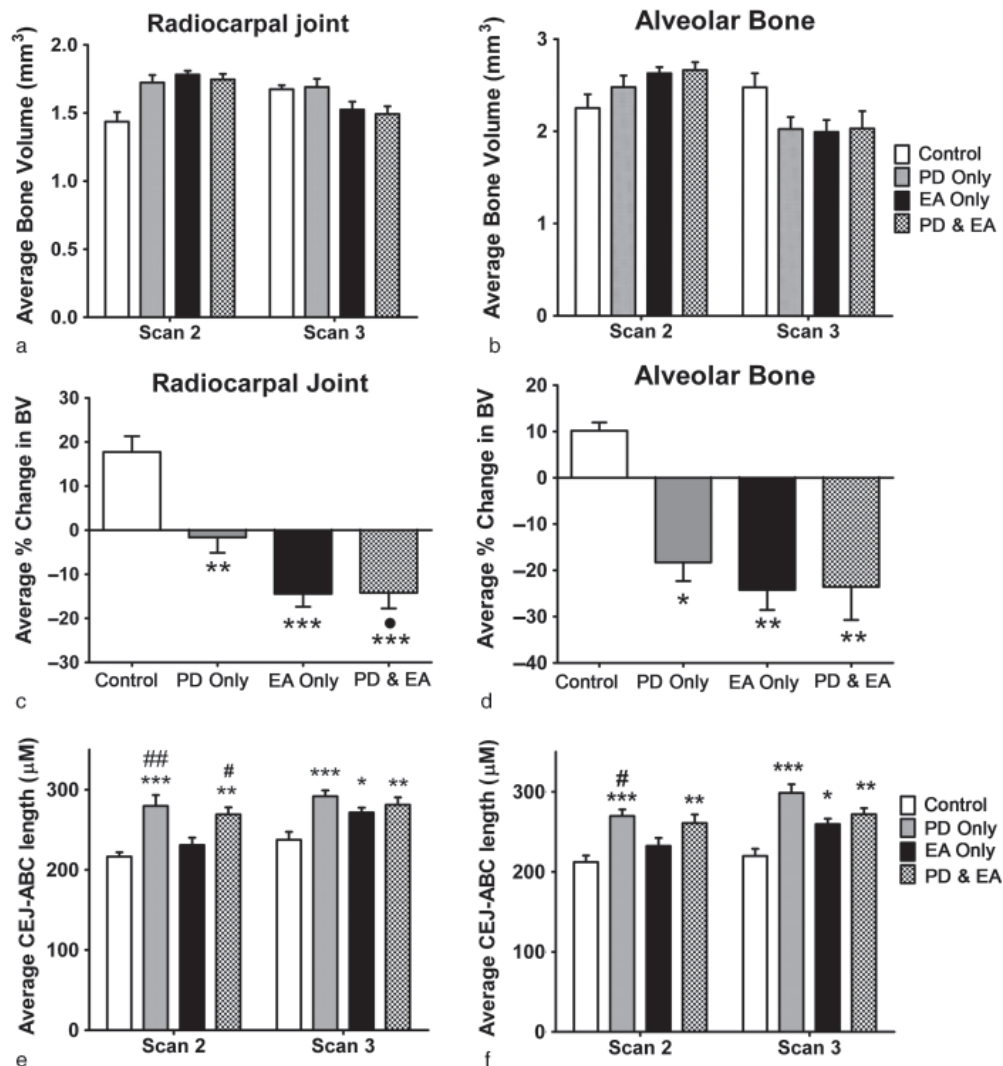 Radiocarpal joint
Average Bone Volume (mm³)
2.0
1.5
1.0
0.5
0.0
Scan 2
Scan 3
a
Alveolar Bone
Average Bone Volume (mm³)
3
2
1
0
Scan 2
Scan 3
b
Control
PD Only
EA Only
PD & EA
Radiocarpal Joint
Average % Change in BV
30
20
10
0
–10
–20
–30
**
***
●
***
Control
PD Only
EA Only
PD & EA
c
Alveolar Bone
Average % Change in BV
20
10
0
–10
–20
–30
–40
*
**
**
Control
PD Only
EA Only
PD & EA
d
Average CEJ-ABC length (μM)
300
200
100
0
##
***
#
**
***
*
**
Scan 2
Scan 3
e
Average CEJ-ABC length (μM)
300
200
100
0
#
***
**
***
*
**
Scan 2
Scan 3
f
Control
PD Only
EA Only
PD & EA